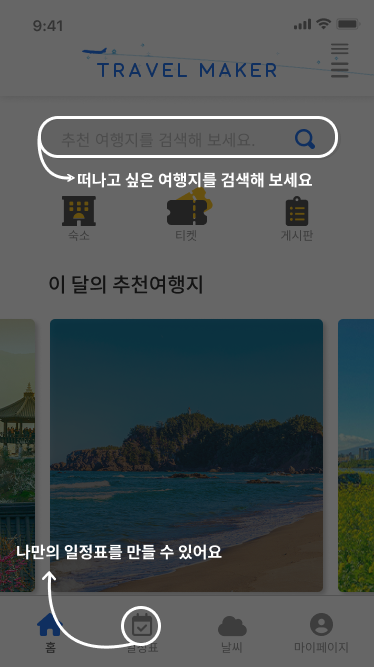 9:41
TRAVEL MAKER
추천 여행지를 검색해 보세요.
떠나고 싶은 여행지를 검색해 보세요
숙소 티켓 게시판
이 달의 추천여행지
나만의 일정표를 만들 수 있어요
홈 일정표 날씨 마이페이지